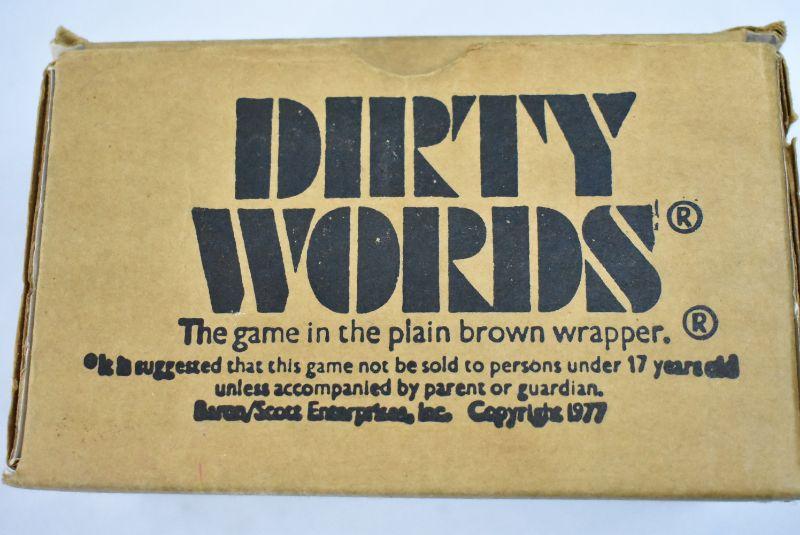 DIRTY
WORDS®
The game in the plain brown wrapper.®
It is suggested that this game not be sold to persons under 17 years old
unless accompanied by parent or guardian.
Baron/Scott Enterprises, Inc. Copyright 1977